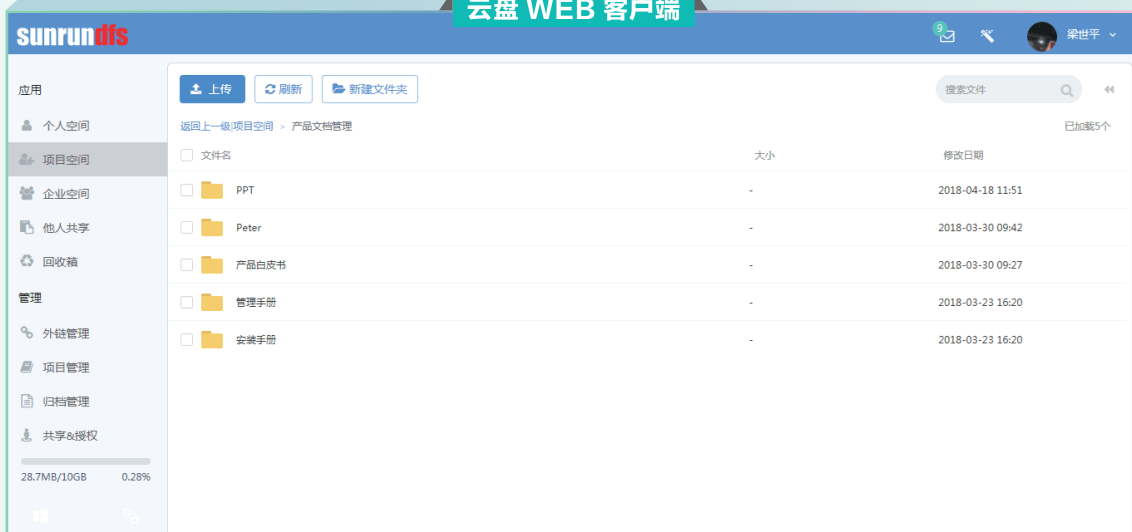 云盘 WEB 客户端
sunrundfs
9
梁世平
应用
个人空间
项目空间
企业空间
他人共享
回收箱
管理
外链管理
项目管理
归档管理
共享&授权
28.7MB/10GB 0.28%
上传 刷新 新建文件夹
搜索文件
返回上一级|项目空间 > 产品文档管理
已加载5个
文件名 大小 修改日期
PPT - 2018-04-18 11:51
Peter - 2018-03-30 09:42
产品白皮书 - 2018-03-30 09:27
管理手册 - 2018-03-23 16:20
安装手册 - 2018-03-23 16:20